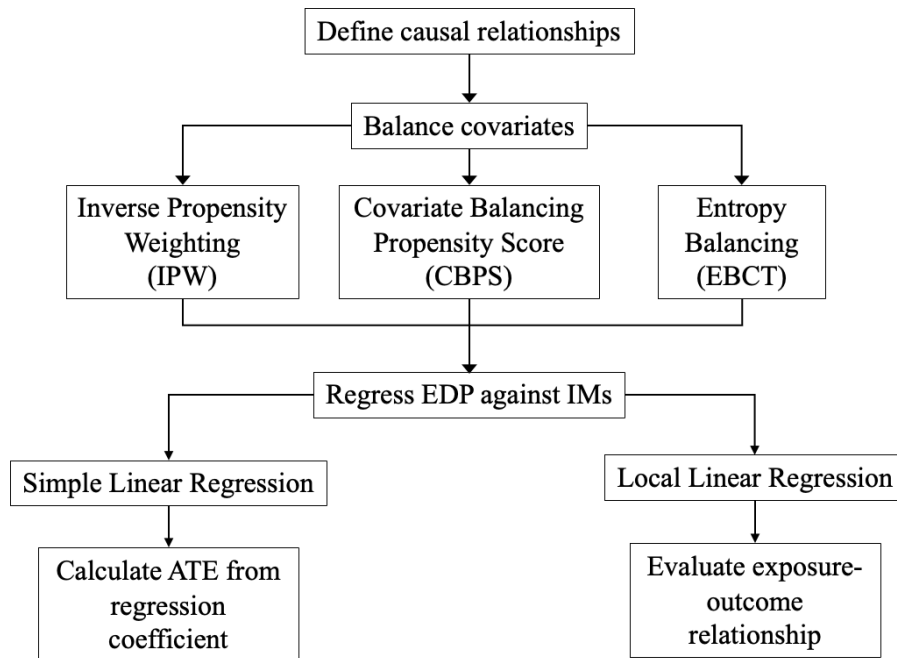 Define causal relationships
Balance covariates
Inverse Propensity
Weighting
(IPW)
Covariate Balancing
Propensity Score
(CBPS)
Entropy
Balancing
(EBCT)
Regress EDP against IMs
Simple Linear Regression
Local Linear Regression
Calculate ATE from
regression
coefficient
Evaluate exposure-
outcome
relationship